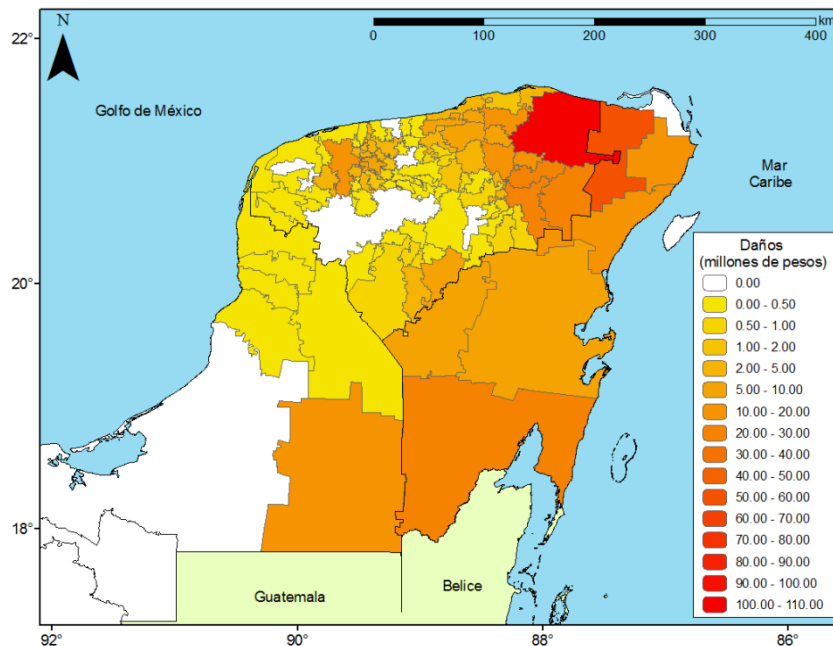 N
0 100 200 300 400 km
22°
Golfo de México
Mar
Caribe
20°
Daños
(millones de pesos)
0.00
0.00 - 0.50
0.50 - 1.00
1.00 - 2.00
2.00 - 5.00
5.00 - 10.00
10.00 - 20.00
20.00 - 30.00
30.00 - 40.00
40.00 - 50.00
50.00 - 60.00
60.00 - 70.00
70.00 - 80.00
80.00 - 90.00
90.00 - 100.00
100.00 - 110.00
18°
Guatemala
Belice
92° 90° 88° 86°